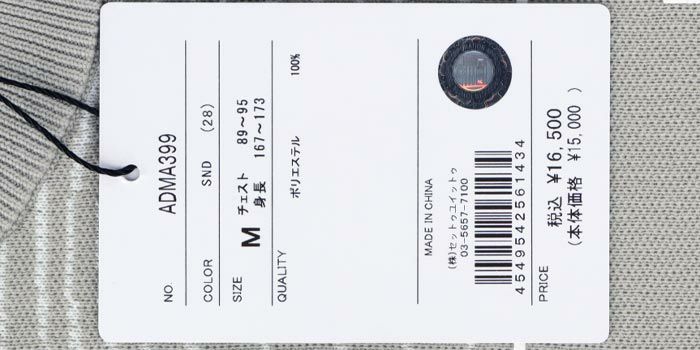 NO. ADMA399
COLOR SND (28)
SIZE M チェスト 89～95
身長 167～173
QUALITY
ポリエステル 100%
MADE IN CHINA
(株)ゼットゥユイットゥ
03-5657-7100
4549542561434
PRICE 税込 ¥16,500
(本体価格 ¥15,000 )